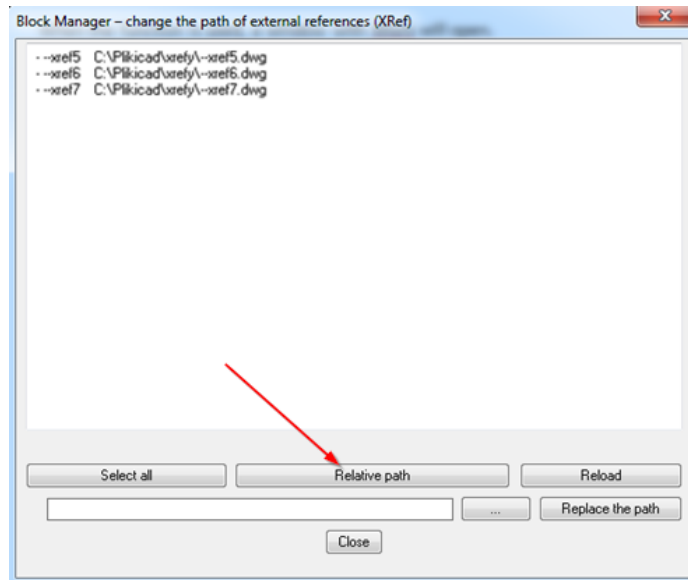 Block Manager – change the path of external references (XRef)
- --xref5 C:\Plikicad\xrefy\--xref5.dwg
- --xref6 C:\Plikicad\xrefy\--xref6.dwg
- --xref7 C:\Plikicad\xrefy\--xref7.dwg
Select all Relative path Reload
... Replace the path
Close